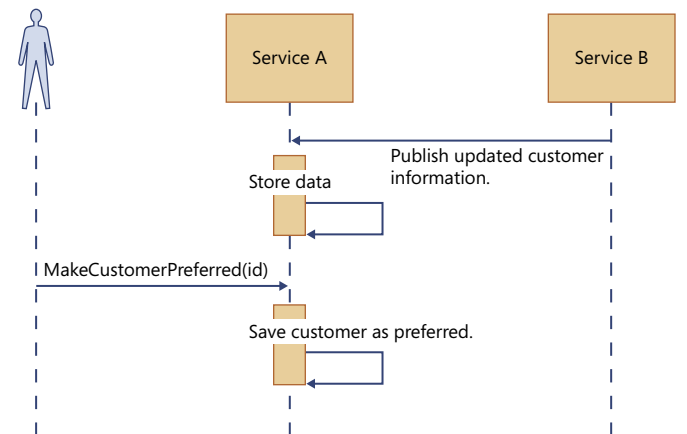 Service A
Service B
Publish updated customer
information.
Store data
MakeCustomerPreferred(id)
Save customer as preferred.